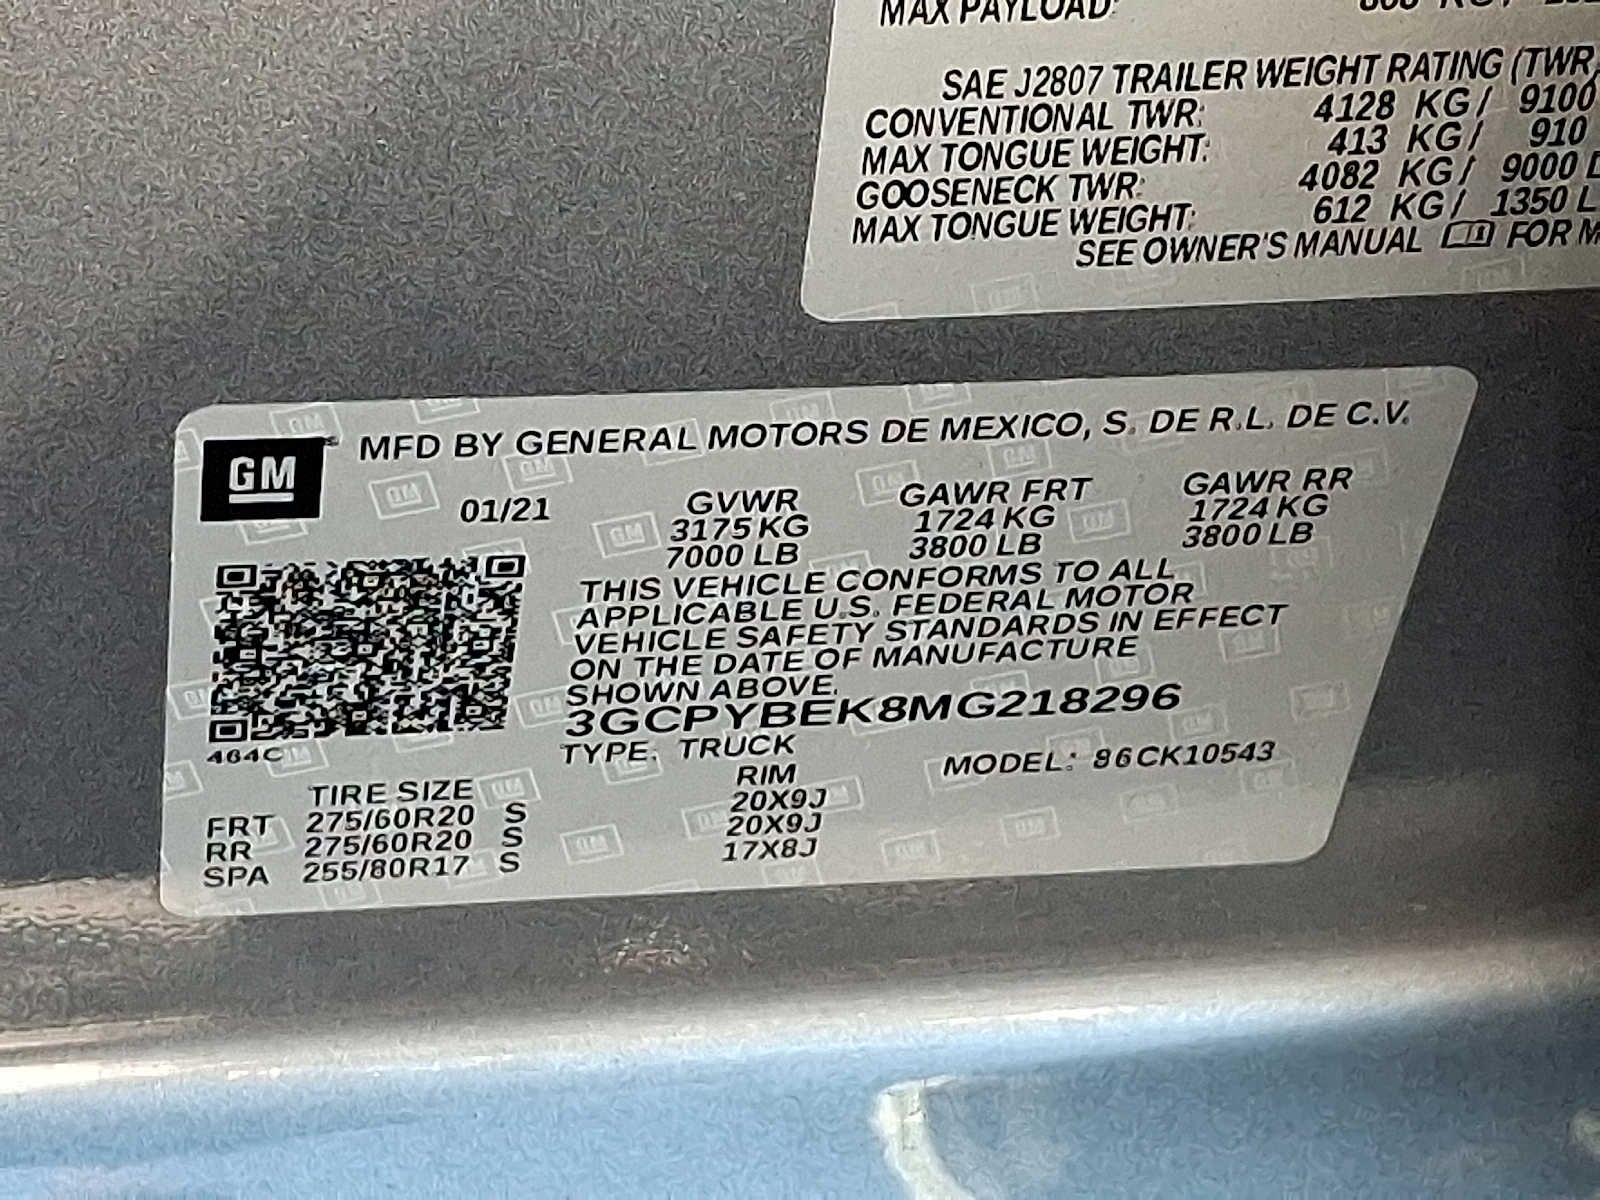 MAX PAYLOAD:
SAE J2807 TRAILER WEIGHT RATING (TWR)
CONVENTIONAL TWR: 4128 KG/ 9100
MAX TONGUE WEIGHT: 413 KG/ 910
GOOSENECK TWR: 4082 KG/ 9000 L
MAX TONGUE WEIGHT: 612 KG/ 1350 L
SEE OWNER'S MANUAL FOR M
GM MFD BY GENERAL MOTORS DE MEXICO, S. DE R.L. DE C.V.
01/21 GVWR GAWR FRT GAWR RR
3175 KG 1724 KG 1724 KG
7000 LB 3800 LB 3800 LB
THIS VEHICLE CONFORMS TO ALL
APPLICABLE U.S. FEDERAL MOTOR
VEHICLE SAFETY STANDARDS IN EFFECT
ON THE DATE OF MANUFACTURE
SHOWN ABOVE.
3GCPYBEK8MG218296
464C TYPE: TRUCK MODEL: 86CK10543
TIRE SIZE RIM
FRT 275/60R20 S 20X9J
RR 275/60R20 S 20X9J
SPA 255/80R17 S 17X8J